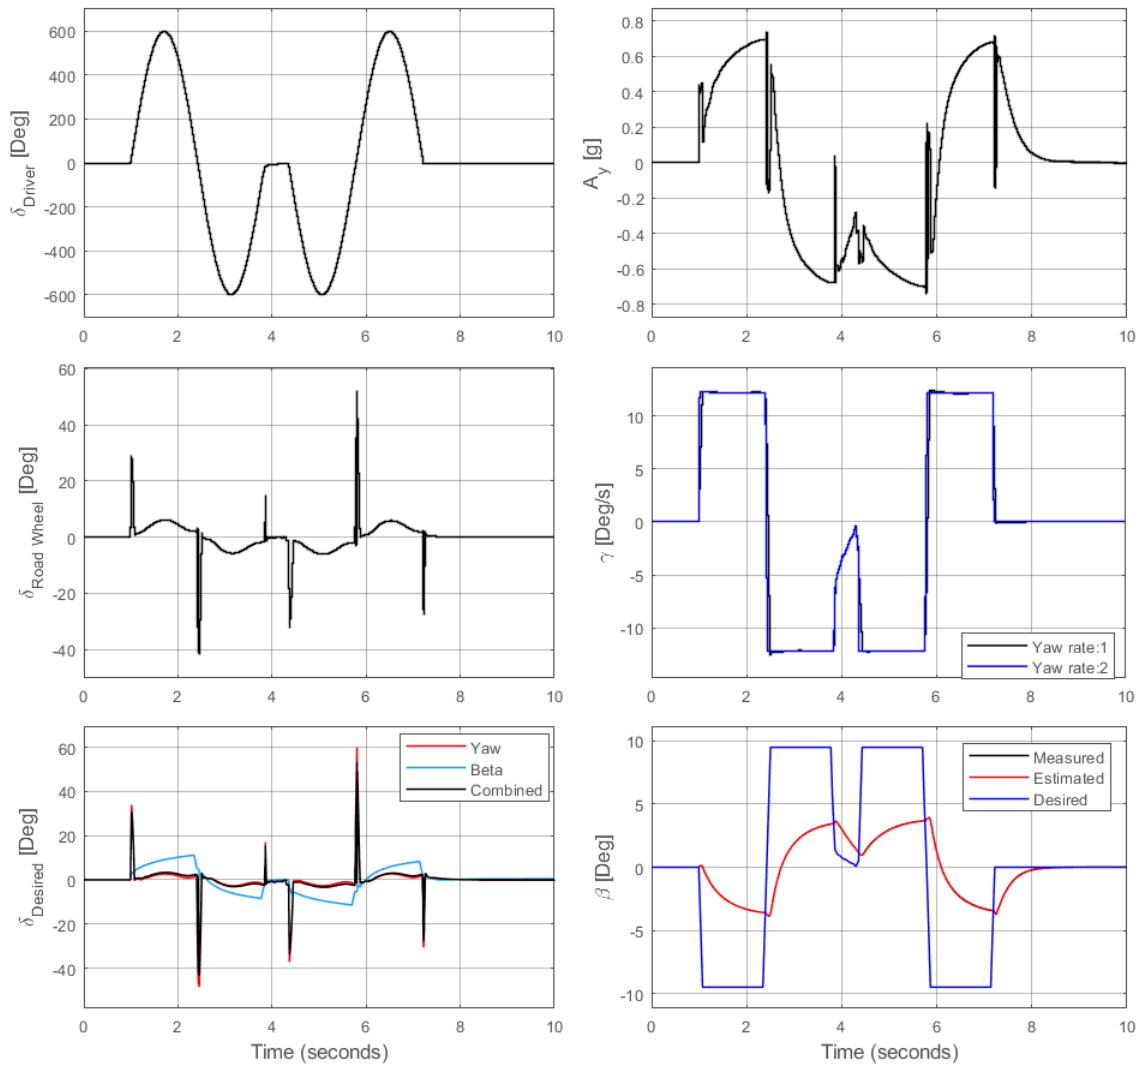 600
400
200
0
-200
-400
-600
δDriver [Deg]
0 2 4 6 8 10
0.8
0.6
0.4
0.2
0
-0.2
-0.4
-0.6
-0.8
Ay [g]
0 2 4 6 8 10
60
40
20
0
-20
-40
δRoad Wheel [Deg]
0 2 4 6 8 10
10
5
0
-5
-10
γ [Deg/s]
Yaw rate:1
Yaw rate:2
0 2 4 6 8 10
60
40
20
0
-20
-40
δDesired [Deg]
Yaw
Beta
Combined
0 2 4 6 8 10
Time (seconds)
10
5
0
-5
-10
β [Deg]
Measured
Estimated
Desired
0 2 4 6 8 10
Time (seconds)